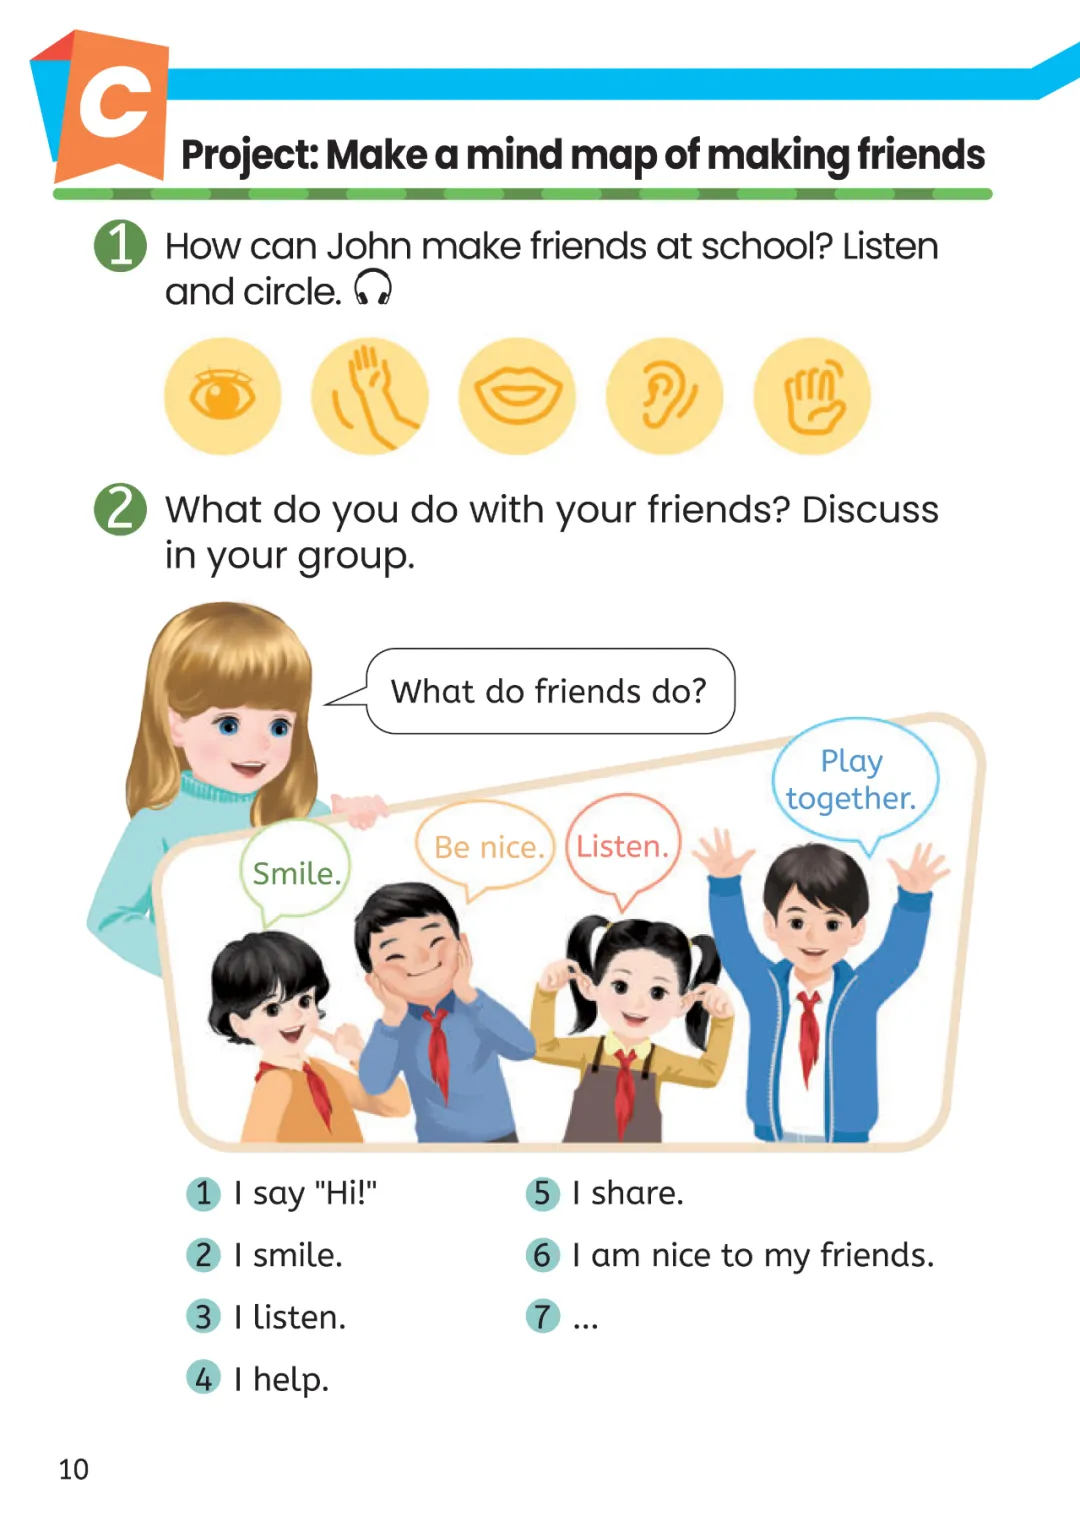 C
Project: Make a mind map of making friends
1 How can John make friends at school? Listen
and circle.
2 What do you do with your friends? Discuss
in your group.
What do friends do?
Play
together.
Be nice.
Listen.
Smile.
1 I say "Hi!"
2 I smile.
3 I listen.
4 I help.
5 I share.
6 I am nice to my friends.
7 ...
10